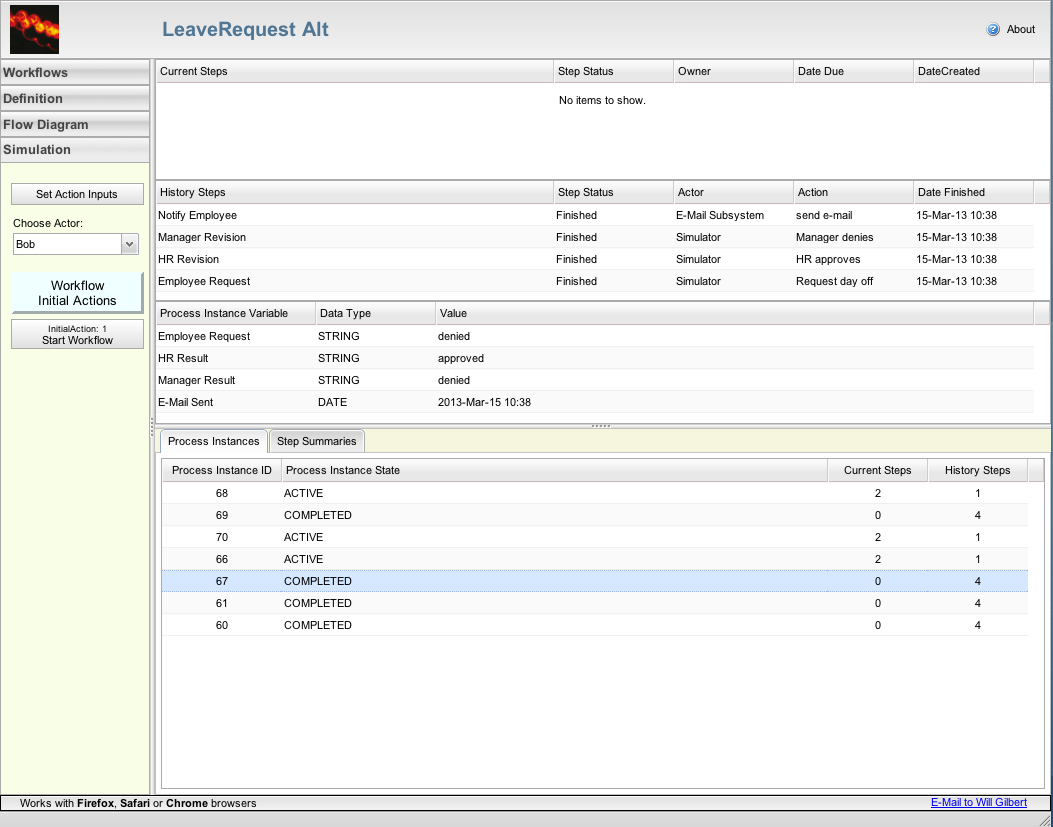 LeaveRequest Alt
About
Workflows
Definition
Flow Diagram
Simulation
Set Action Inputs
Choose Actor:
Bob
Workflow
Initial Actions
InitialAction: 1
Start Workflow
Current Steps Step Status Owner Date Due DateCreated
No items to show.
History Steps Step Status Actor Action Date Finished
Notify Employee Finished E-Mail Subsystem send e-mail 15-Mar-13 10:38
Manager Revision Finished Simulator Manager denies 15-Mar-13 10:38
HR Revision Finished Simulator HR approves 15-Mar-13 10:38
Employee Request Finished Simulator Request day off 15-Mar-13 10:38
Process Instance Variable Data Type Value
Employee Request STRING denied
HR Result STRING approved
Manager Result STRING denied
E-Mail Sent DATE 2013-Mar-15 10:38
Process Instances Step Summaries
Process Instance ID Process Instance State Current Steps History Steps
68 ACTIVE 2 1
69 COMPLETED 0 4
70 ACTIVE 2 1
66 ACTIVE 2 1
67 COMPLETED 0 4
61 COMPLETED 0 4
60 COMPLETED 0 4
Works with Firefox, Safari or Chrome browsers
E-Mail to Will Gilbert